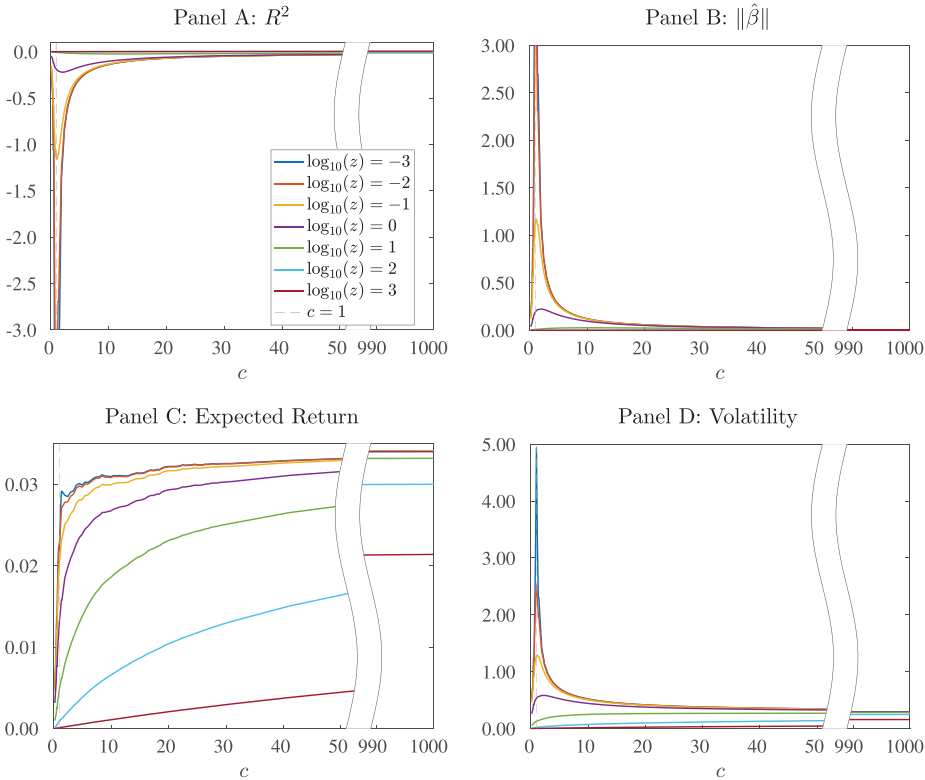 Panel A: R²
0.0
-0.5
-1.0
-1.5
-2.0
-2.5
-3.0
log₁₀(z) = −3
log₁₀(z) = −2
log₁₀(z) = −1
log₁₀(z) = 0
log₁₀(z) = 1
log₁₀(z) = 2
log₁₀(z) = 3
c = 1
0 10 20 30 40 50 990 1000
c
Panel B: ‖β̂‖
3.00
2.50
2.00
1.50
1.00
0.50
0.00
0 10 20 30 40 50 990 1000
c
Panel C: Expected Return
0.03
0.02
0.01
0.00
0 10 20 30 40 50 990 1000
c
Panel D: Volatility
5.00
4.00
3.00
2.00
1.00
0.00
0 10 20 30 40 50 990 1000
c